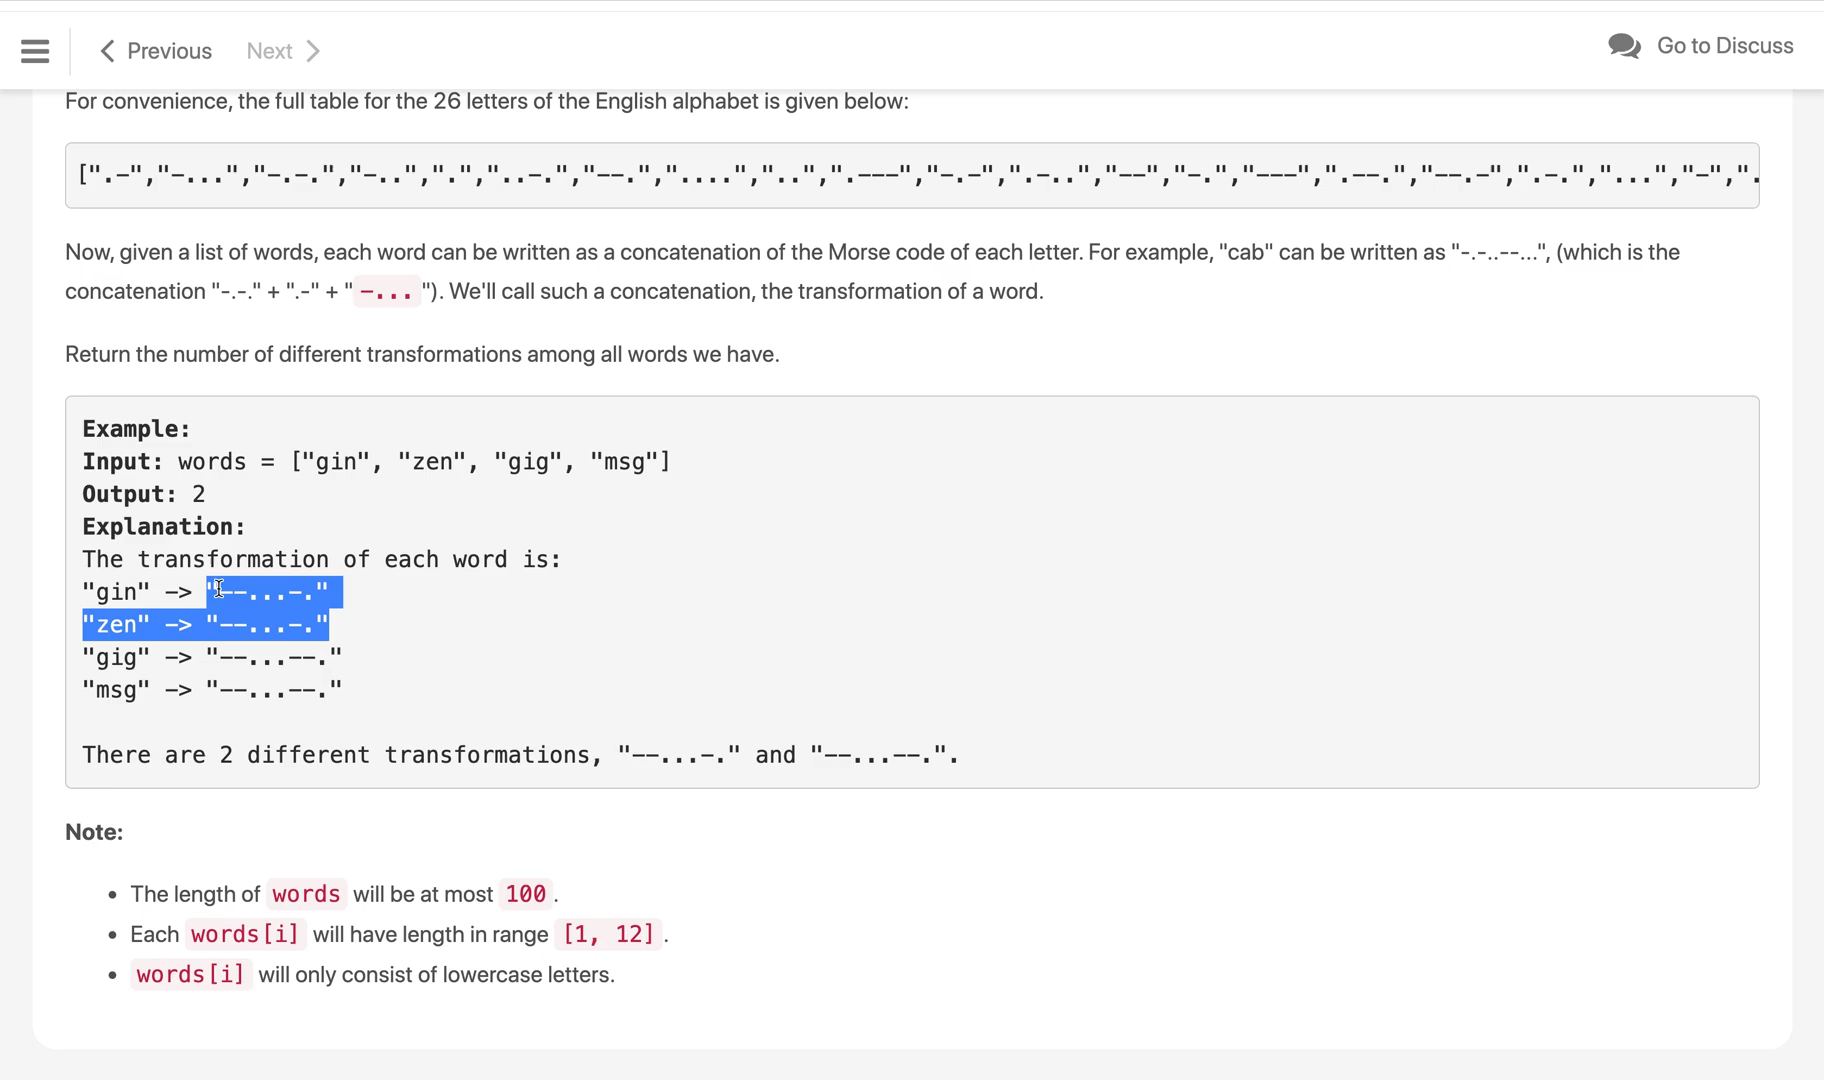 Previous Next Go to Discuss
For convenience, the full table for the 26 letters of the English alphabet is given below:
[".-","-...","-.-.","-..",".","..-.","--.","....","..",".---","-.-",".-..","--","-.","---",".--.","--.-",".-.","...","-",".
Now, given a list of words, each word can be written as a concatenation of the Morse code of each letter. For example, "cab" can be written as "-.-..--...", (which is the
concatenation "-.-." + ".-" + "-..."). We'll call such a concatenation, the transformation of a word.
Return the number of different transformations among all words we have.
Example:
Input: words = ["gin", "zen", "gig", "msg"]
Output: 2
Explanation:
The transformation of each word is:
"gin" -> "--...-."
"zen" -> "--...-."
"gig" -> "--...--."
"msg" -> "--...--."
There are 2 different transformations, "--...-." and "--...--.".
Note:
• The length of words will be at most 100.
• Each words[i] will have length in range [1, 12].
• words[i] will only consist of lowercase letters.